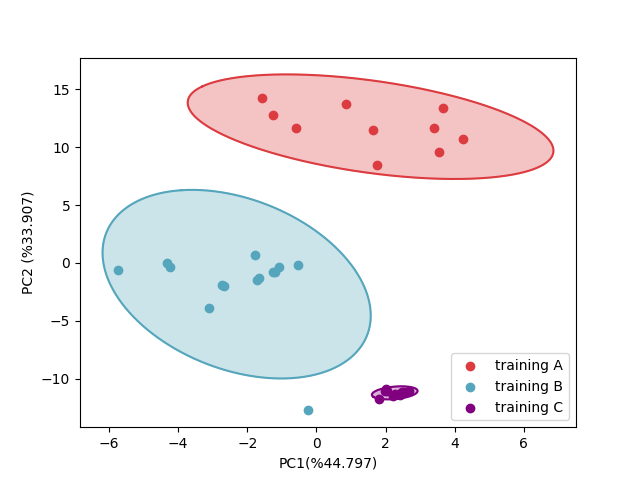 15
10
5
0
−5
−10
PC2 (%33.907)
−6
−4
−2
0
2
4
6
PC1(%44.797)
training A
training B
training C